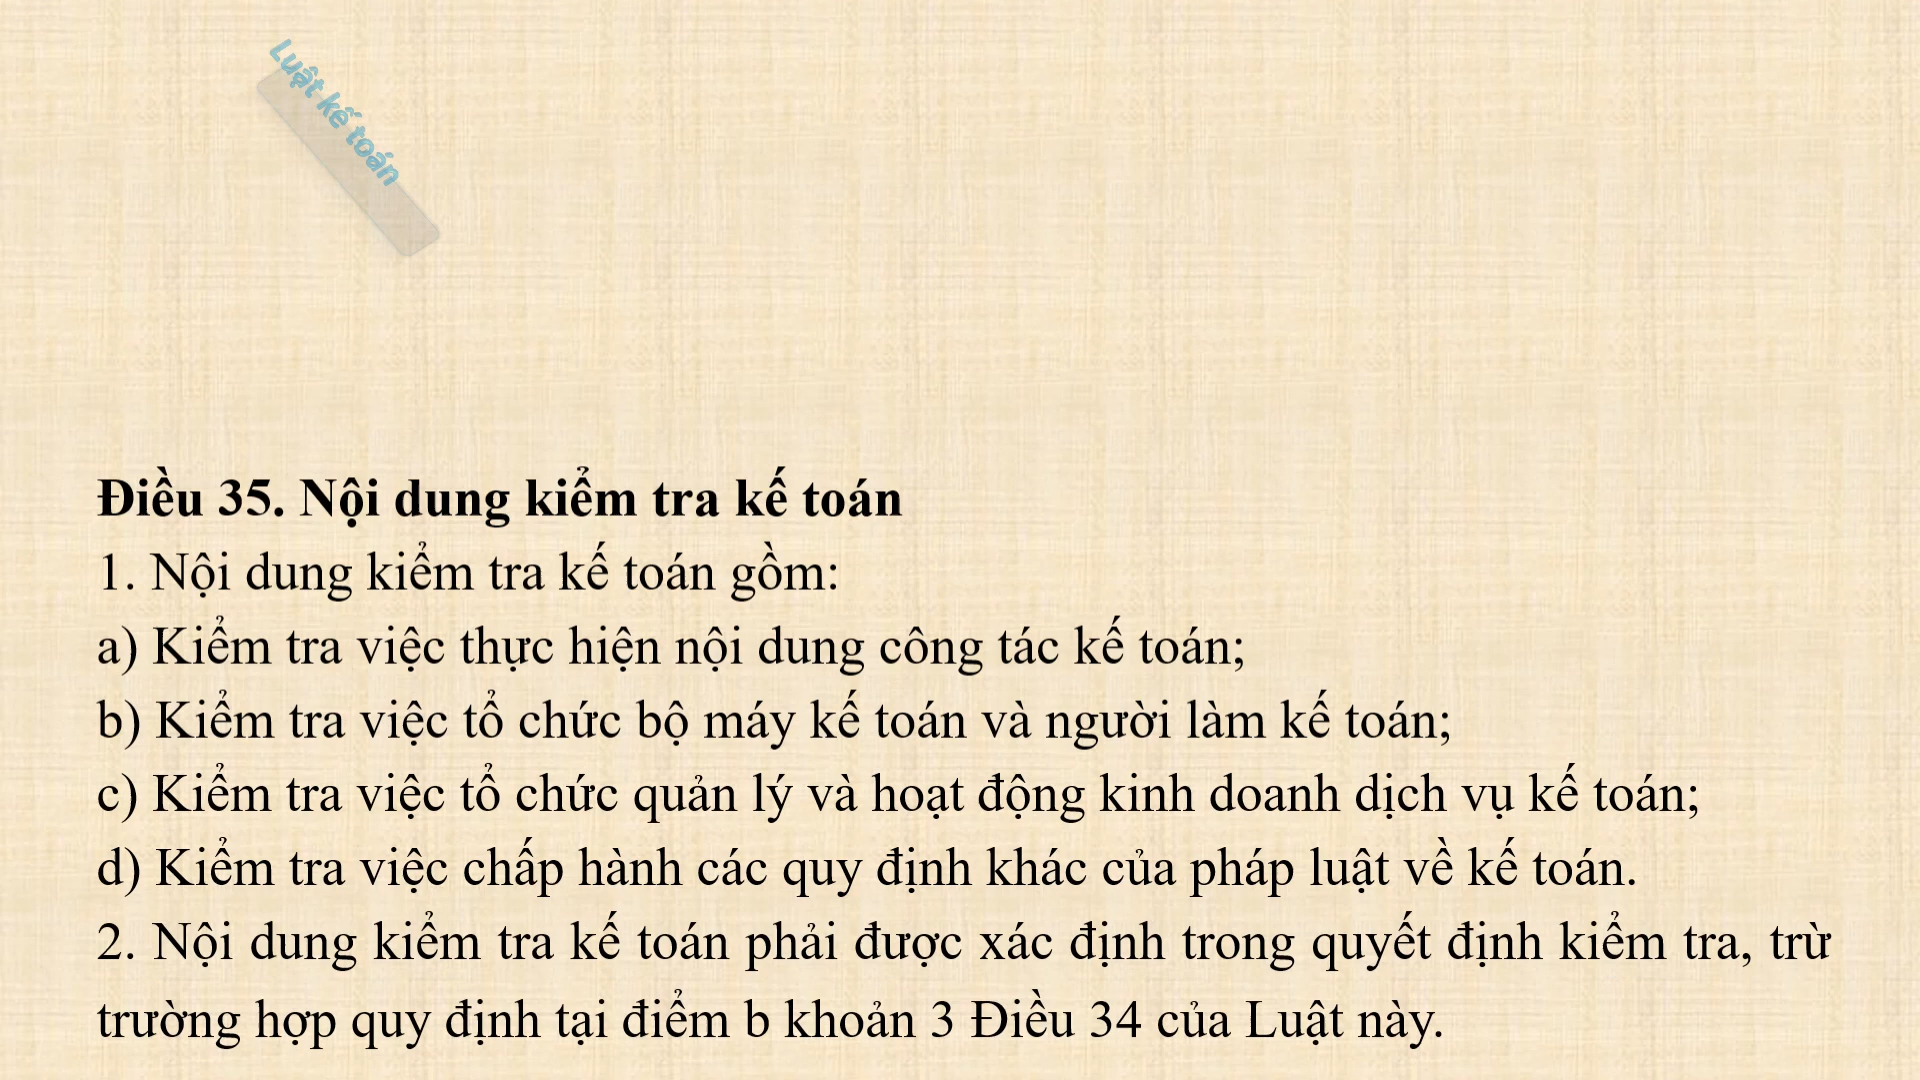 Luật kế toán
Điều 35. Nội dung kiểm tra kế toán
1. Nội dung kiểm tra kế toán gồm:
a) Kiểm tra việc thực hiện nội dung công tác kế toán;
b) Kiểm tra việc tổ chức bộ máy kế toán và người làm kế toán;
c) Kiểm tra việc tổ chức quản lý và hoạt động kinh doanh dịch vụ kế toán;
d) Kiểm tra việc chấp hành các quy định khác của pháp luật về kế toán.
2. Nội dung kiểm tra kế toán phải được xác định trong quyết định kiểm tra, trừ
trường hợp quy định tại điểm b khoản 3 Điều 34 của Luật này.